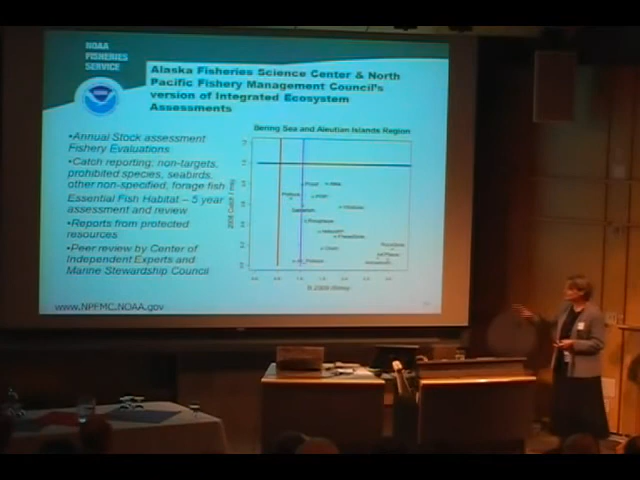 NOAA
FISHERIES
SERVICE
Alaska Fisheries Science Center & North
Pacific Fishery Management Council's
version of Integrated Ecosystem
Assessments
•Annual Stock assessment
Fishery Evaluations
•Catch reporting: non-targets,
prohibited species, seabirds,
other non-specified, forage fish
Essential Fish Habitat – 5 year
assessment and review
•Reports from protected
resources
•Peer review by Center of
Independent Experts and
Marine Stewardship Council
www.NPFMC.NOAA.gov
Bering Sea and Aleutian Islands Region
Pollock